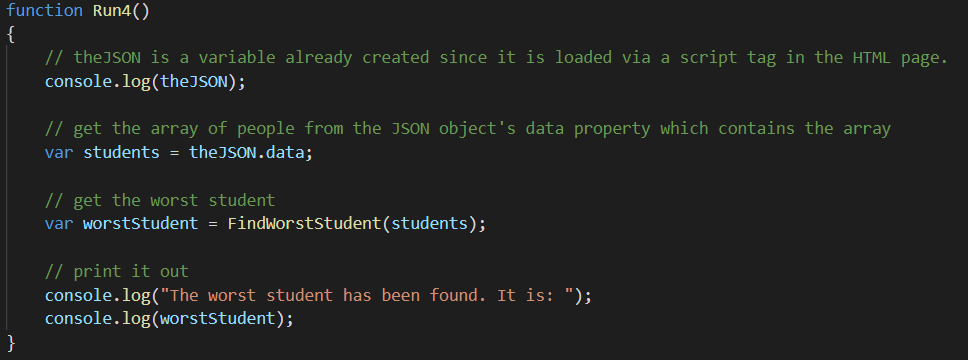 function Run4()
{
// theJSON is a variable already created since it is loaded via a script tag in the HTML page.
console.log(theJSON);
// get the array of people from the JSON object's data property which contains the array
var students = theJSON.data;
// get the worst student
var worstStudent = FindWorstStudent(students);
// print it out
console.log("The worst student has been found. It is: ");
console.log(worstStudent);
}